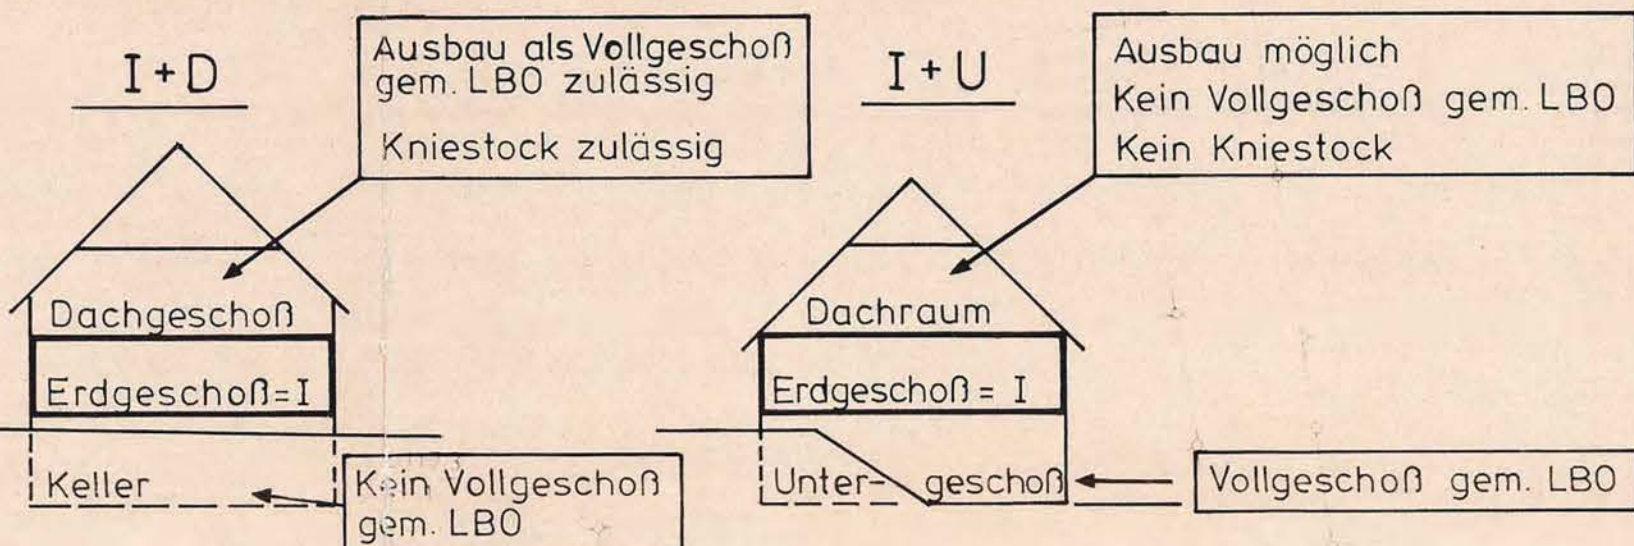 I + D
Ausbau als Vollgeschoß
gem. LBO zulässig
Kniestock zulässig
Dachgeschoß
Erdgeschoß = I
Keller
Kein Vollgeschoß
gem. LBO
I + U
Ausbau möglich
Kein Vollgeschoß gem. LBO
Kein Kniestock
Dachraum
Erdgeschoß = I
Unter- geschoß
Vollgeschoß gem. LBO